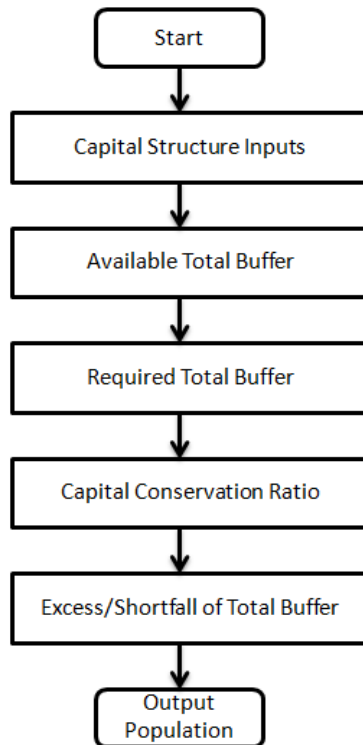 Start
Capital Structure Inputs
Available Total Buffer
Required Total Buffer
Capital Conservation Ratio
Excess/Shortfall of Total Buffer
Output
Population